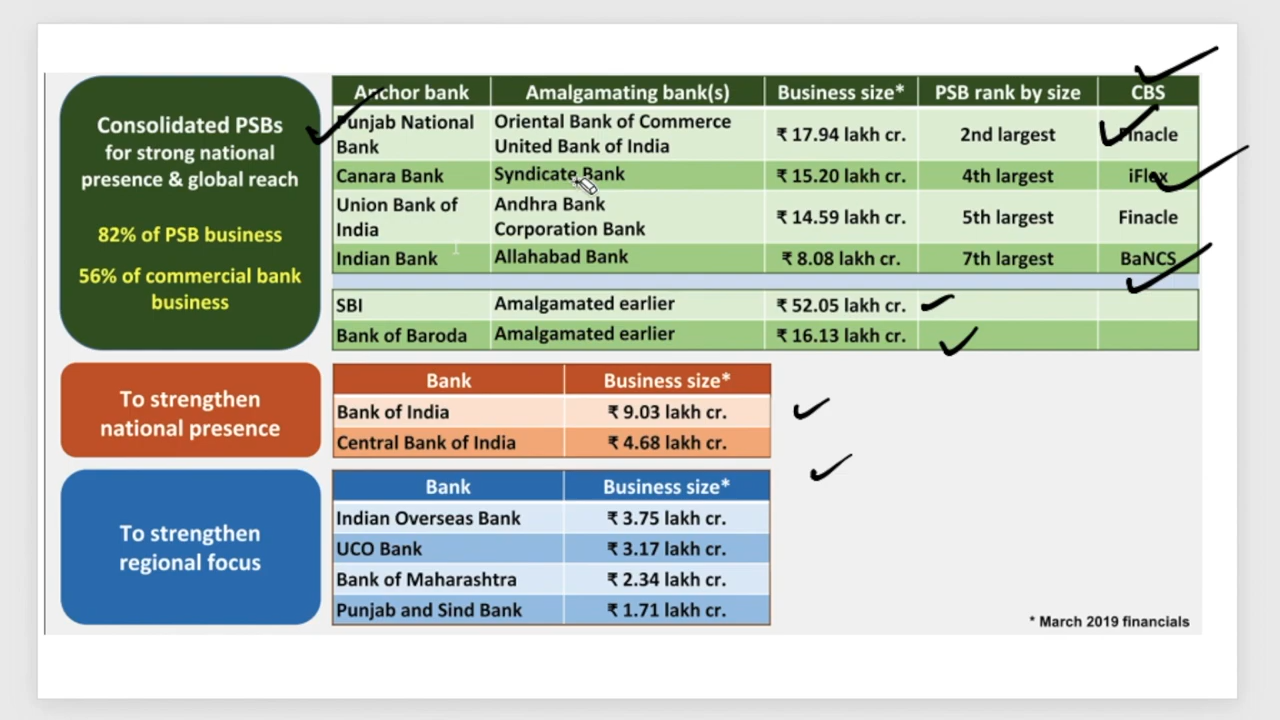 Consolidated PSBs
for strong national
presence & global reach
82% of PSB business
56% of commercial bank
business
Anchor bank Amalgamating bank(s) Business size* PSB rank by size CBS
Punjab National Bank Oriental Bank of Commerce United Bank of India ₹ 17.94 lakh cr. 2nd largest Finacle
Canara Bank Syndicate Bank ₹ 15.20 lakh cr. 4th largest iFlex
Union Bank of India Andhra Bank Corporation Bank ₹ 14.59 lakh cr. 5th largest Finacle
Indian Bank Allahabad Bank ₹ 8.08 lakh cr. 7th largest BaNCS
SBI Amalgamated earlier ₹ 52.05 lakh cr.
Bank of Baroda Amalgamated earlier ₹ 16.13 lakh cr.
To strengthen
national presence
Bank Business size*
Bank of India ₹ 9.03 lakh cr.
Central Bank of India ₹ 4.68 lakh cr.
To strengthen
regional focus
Bank Business size*
Indian Overseas Bank ₹ 3.75 lakh cr.
UCO Bank ₹ 3.17 lakh cr.
Bank of Maharashtra ₹ 2.34 lakh cr.
Punjab and Sind Bank ₹ 1.71 lakh cr.
* March 2019 financials